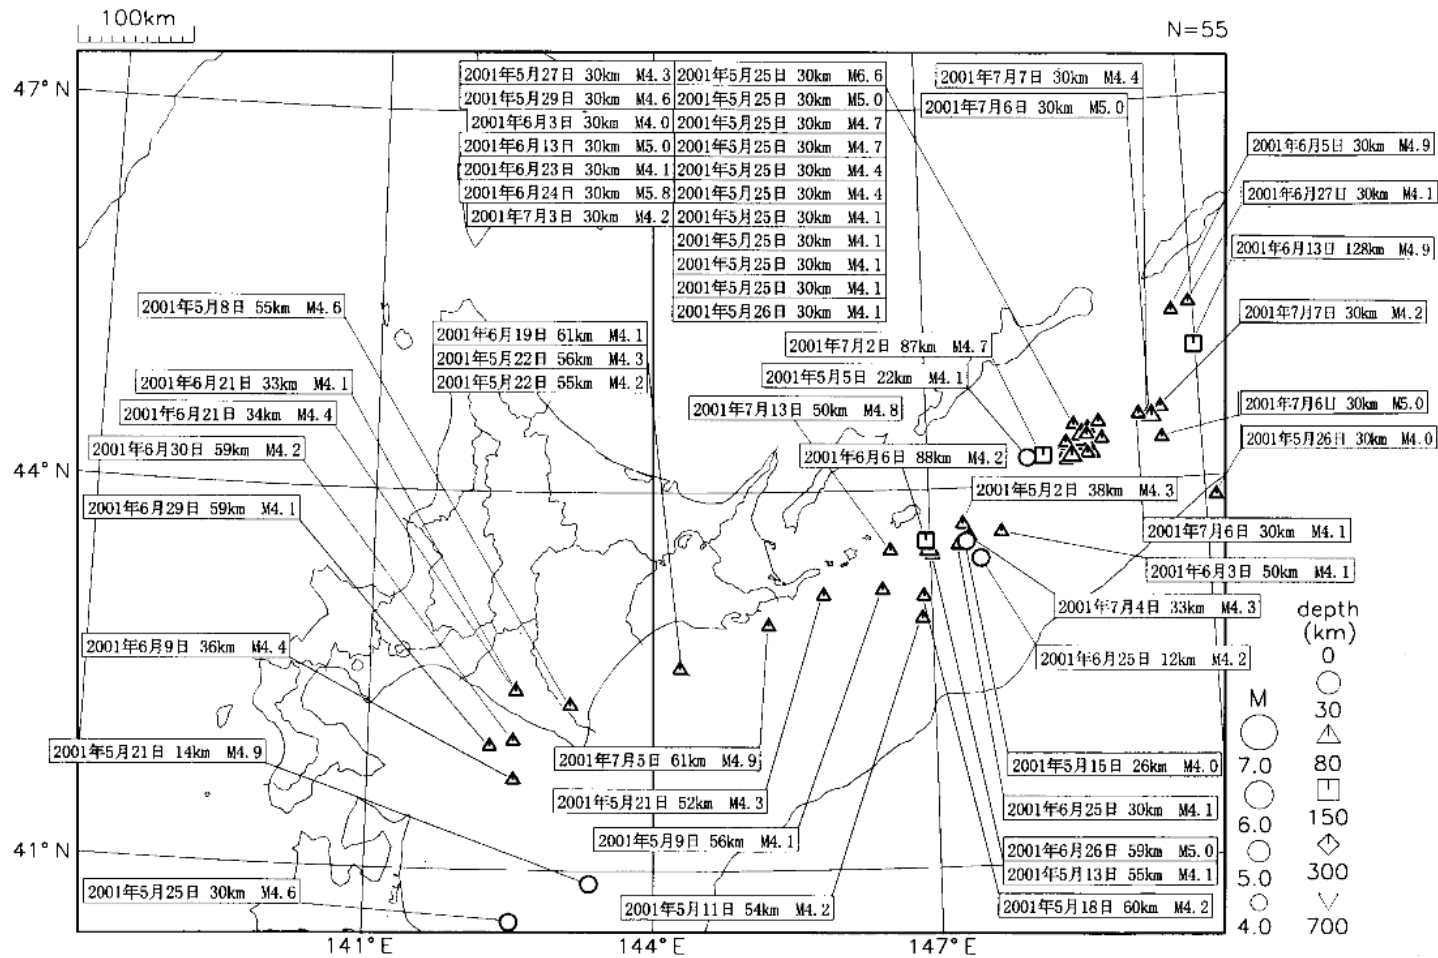 100km
N=55
47°N
2001年5月27日 30km M4.3
2001年5月29日 30km M4.6
2001年6月3日 30km M4.0
2001年6月13日 30km M5.0
2001年6月23日 30km M4.1
2001年6月24日 30km M5.8
2001年7月3日 30km M4.2
2001年5月25日 30km M6.6
2001年5月25日 30km M5.0
2001年5月25日 30km M4.7
2001年5月25日 30km M4.7
2001年5月25日 30km M4.4
2001年5月25日 30km M4.4
2001年5月25日 30km M4.1
2001年5月25日 30km M4.1
2001年5月25日 30km M4.1
2001年5月25日 30km M4.1
2001年5月26日 30km M4.1
2001年7月7日 30km M4.4
2001年7月6日 30km M5.0
2001年6月5日 30km M4.9
2001年6月27日 30km M4.1
2001年6月13日 128km M4.9
2001年7月7日 30km M4.2
2001年7月6日 30km M5.0
2001年5月26日 30km M4.0
2001年5月8日 55km M4.6
2001年6月19日 61km M4.1
2001年5月22日 56km M4.3
2001年5月22日 55km M4.2
2001年7月2日 87km M4.7
2001年5月5日 22km M4.1
2001年7月13日 50km M4.8
2001年6月6日 88km M4.2
2001年6月21日 33km M4.1
2001年6月21日 34km M4.4
2001年6月30日 59km M4.2
44°N
2001年6月29日 59km M4.1
2001年5月2日 38km M4.3
2001年7月6日 30km M4.1
2001年6月3日 50km M4.1
2001年7月4日 33km M4.3
2001年6月25日 12km M4.2
2001年6月9日 36km M4.4
2001年5月21日 14km M4.9
2001年7月5日 61km M4.9
2001年5月21日 52km M4.3
2001年5月9日 56km M4.1
2001年5月11日 54km M4.2
2001年5月15日 26km M4.0
2001年6月25日 30km M4.1
2001年6月26日 59km M5.0
2001年5月13日 55km M4.1
2001年5月18日 60km M4.2
41°N
2001年5月25日 30km M4.6
141°E
144°E
147°E
M
7.0
6.0
5.0
4.0
depth
(km)
0
30
80
150
300
700